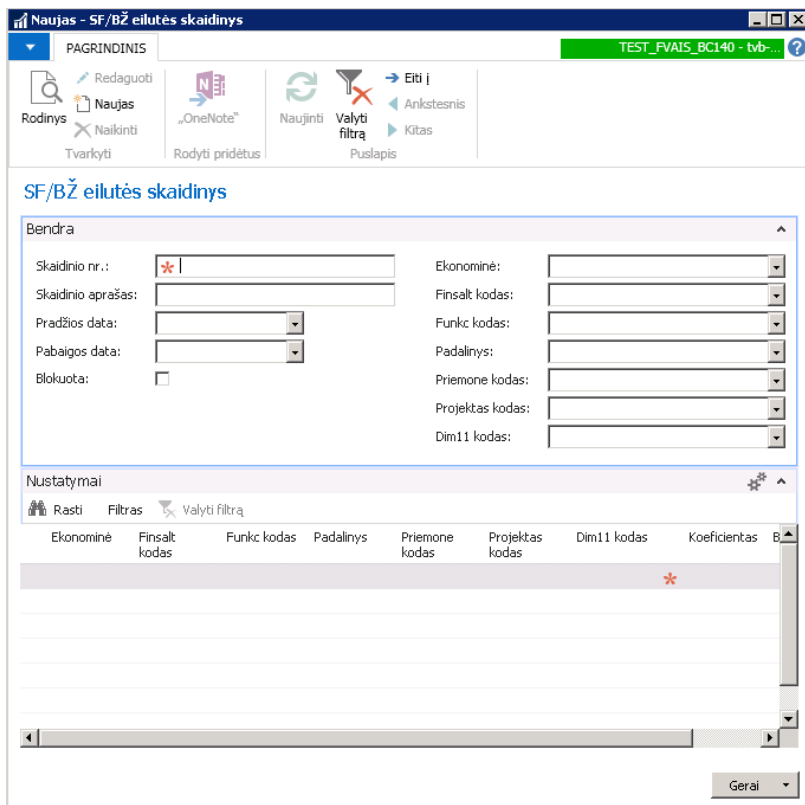 Naujas - SF/BŽ eilutės skaidinys
PAGRINDINIS
TEST_FVAIS_BC140 - tvb-...
Rodinys
Redaguoti
Naujas
Naikinti
Tvarkyti
„OneNote“
Rodyti pridėtus
Naujinti
Valyti
filtrą
Eiti į
Ankstesnis
Kitas
Puslapis
SF/BŽ eilutės skaidinys
Bendra
Skaidinio nr.:
Skaidinio aprašas:
Pradžios data:
Pabaigos data:
Blokuota:
Ekonominė:
Finsalt kodas:
Funkc kodas:
Padalinys:
Priemone kodas:
Projektas kodas:
Dim11 kodas:
Nustatymai
Rasti Filtras Valyti filtrą
Ekonominė Finsalt kodas Funkc kodas Padalinys Priemone kodas Projektas kodas Dim11 kodas Koeficientas B
Gerai